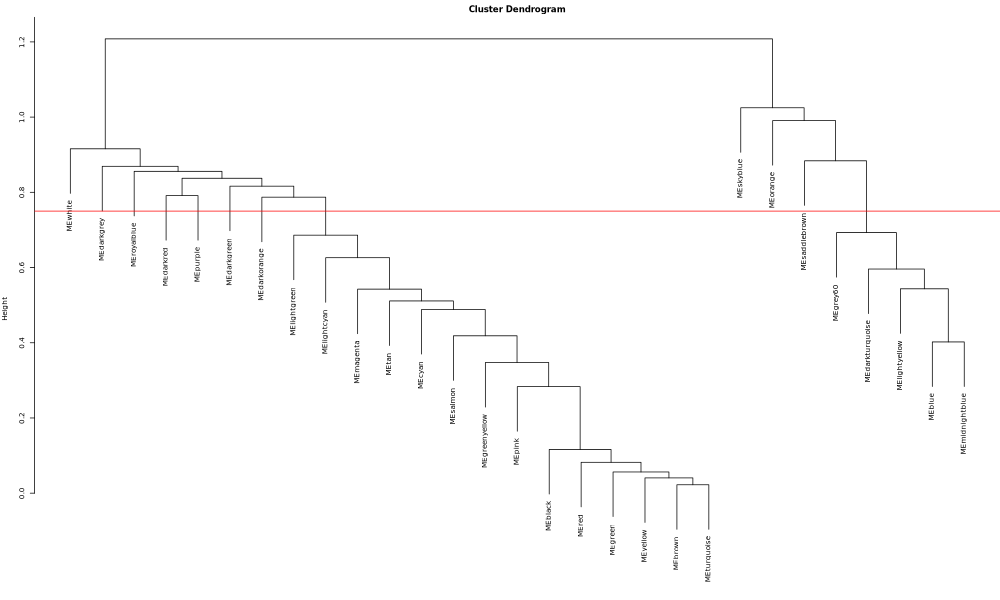 Cluster Dendrogram
Height
1.2
1.0
0.8
0.6
0.4
0.2
0.0
MEwhite
MEdarkgrey
MEroyalblue
MEdarkred
MEpurple
MEdarkgreen
MEdarkorange
MElightgreen
MElightcyan
MEmagenta
MEtan
MEcyan
MEsalmon
MEgreenyellow
MEpink
MEblack
MEred
MEgreen
MEyellow
MEbrown
MEturquoise
MEskyblue
MEorange
MEsaddlebrown
MEgrey60
MEdarkturquoise
MElightyellow
MEblue
MEmidnightblue